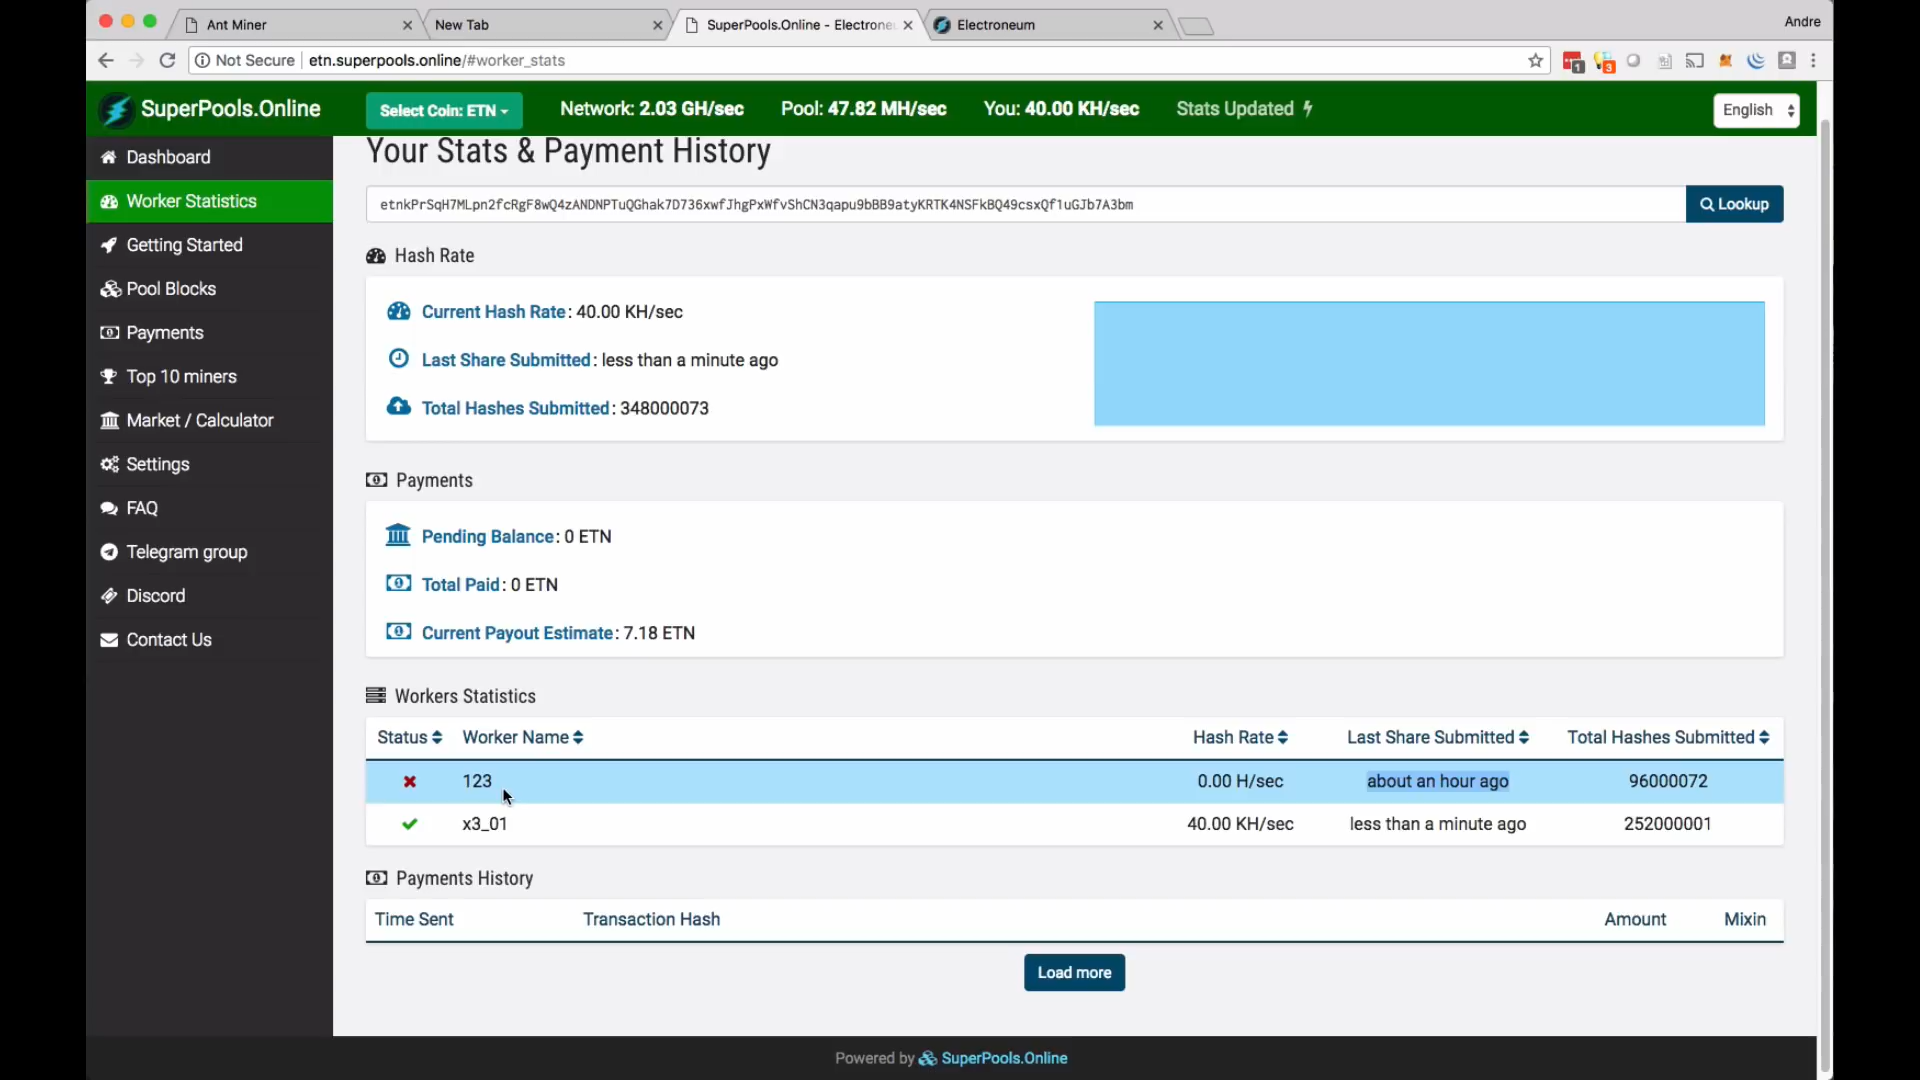 Ant Miner
New Tab
SuperPools.Online - Electrone
Electroneum
Andre
Not Secure
etn.superpools.online/#worker_stats
1
3
SuperPools.Online
Select Coin: ETN
Network: 2.03 GH/sec
Pool: 47.82 MH/sec
You: 40.00 KH/sec
Stats Updated
English
Dashboard
Worker Statistics
Getting Started
Pool Blocks
Payments
Top 10 miners
Market / Calculator
Settings
FAQ
Telegram group
Discord
Contact Us
Your Stats & Payment History
etnkPrSqH7MLpn2fcRgF8wQ4zANDNPTuQGhak7D736xwfJhgPxWfvShCN3qapu9bBB9atyKRTK4NSFkBQ49csxQf1uGJb7A3bm
Lookup
Hash Rate
Current Hash Rate: 40.00 KH/sec
Last Share Submitted: less than a minute ago
Total Hashes Submitted: 348000073
Payments
Pending Balance: 0 ETN
Total Paid: 0 ETN
Current Payout Estimate: 7.18 ETN
Workers Statistics
Status Worker Name Hash Rate Last Share Submitted Total Hashes Submitted
123 0.00 H/sec about an hour ago 96000072
x3_01 40.00 KH/sec less than a minute ago 252000001
Payments History
Time Sent Transaction Hash Amount Mixin
Load more
Powered by SuperPools.Online